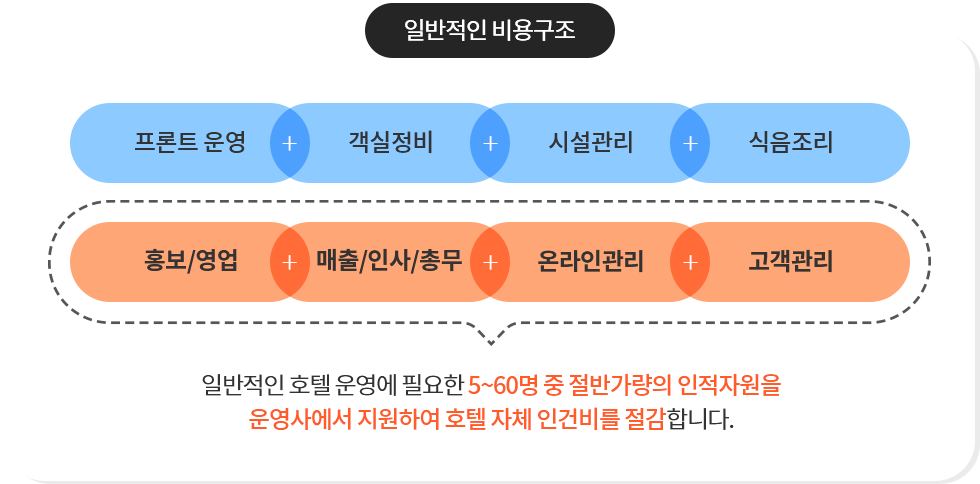 일반적인 비용구조
프론트 운영 + 객실정비 + 시설관리 + 식음조리
홍보/영업 + 매출/인사/총무 + 온라인관리 + 고객관리
일반적인 호텔 운영에 필요한 5~60명 중 절반가량의 인적자원을
운영사에서 지원하여 호텔 자체 인건비를 절감합니다.